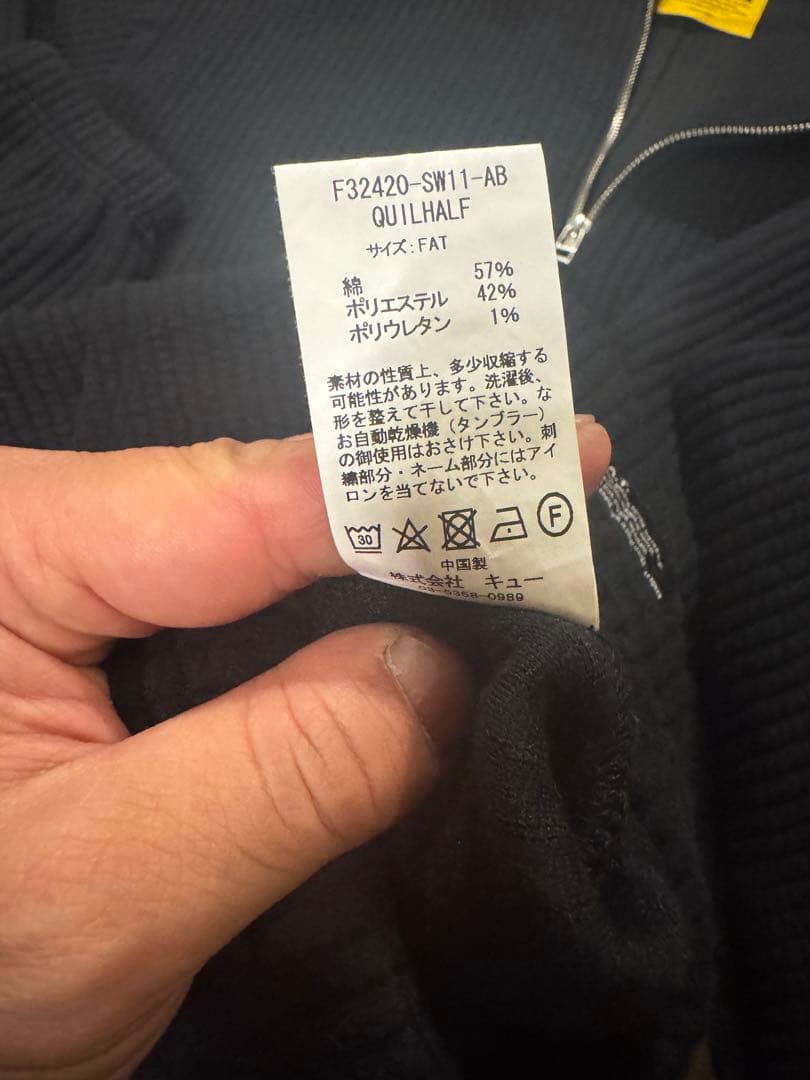 F32420-SW11-AB
QUILHALF
サイズ:FAT
綿 57%
ポリエステル 42%
ポリウレタン 1%
素材の性質上、多少収縮する
可能性があります。洗濯後、
形を整えて干して下さい。な
お自動乾燥機(タンブラー)
の御使用はおさけ下さい。刺
繍部分・ネーム部分にはアイ
ロンを当てないで下さい。
30
F
中国製
株式会社 キュー
03-5358-0989